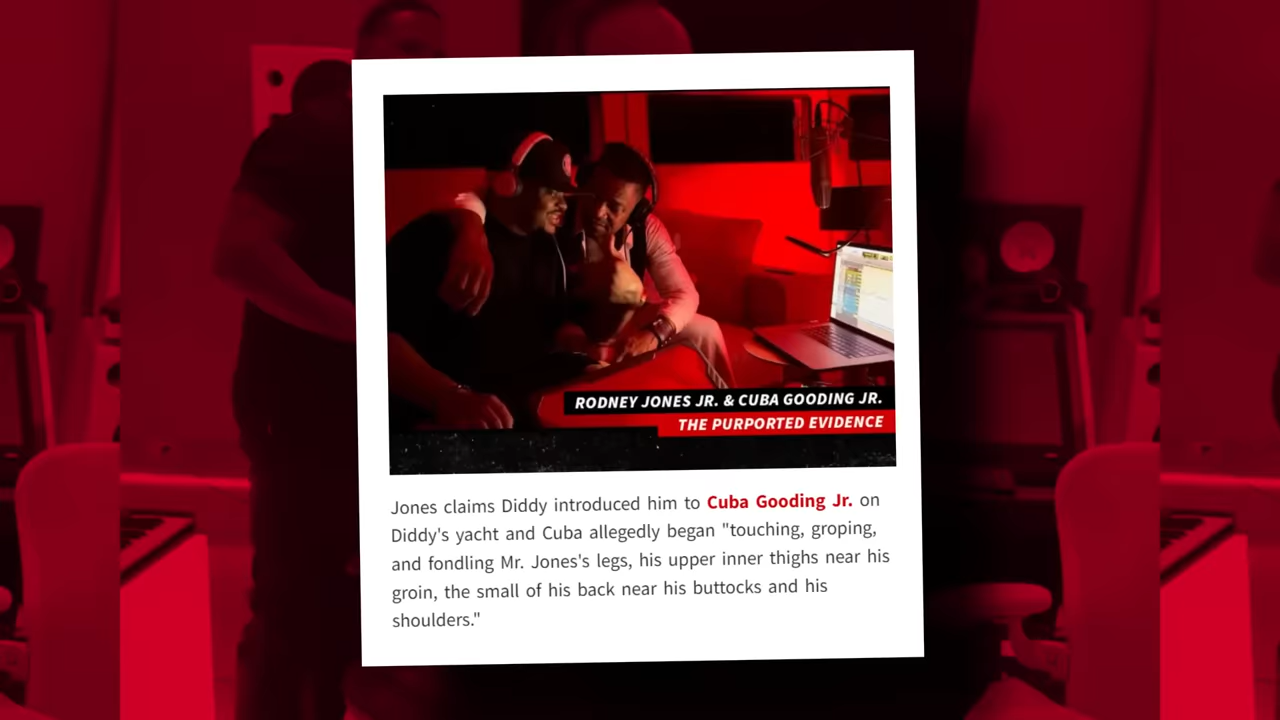 RODNEY JONES JR. & CUBA GOODING JR.
THE PURPORTED EVIDENCE
Jones claims Diddy introduced him to Cuba Gooding Jr. on
Diddy's yacht and Cuba allegedly began "touching, groping,
and fondling Mr. Jones's legs, his upper inner thighs near his
groin, the small of his back near his buttocks and his
shoulders."